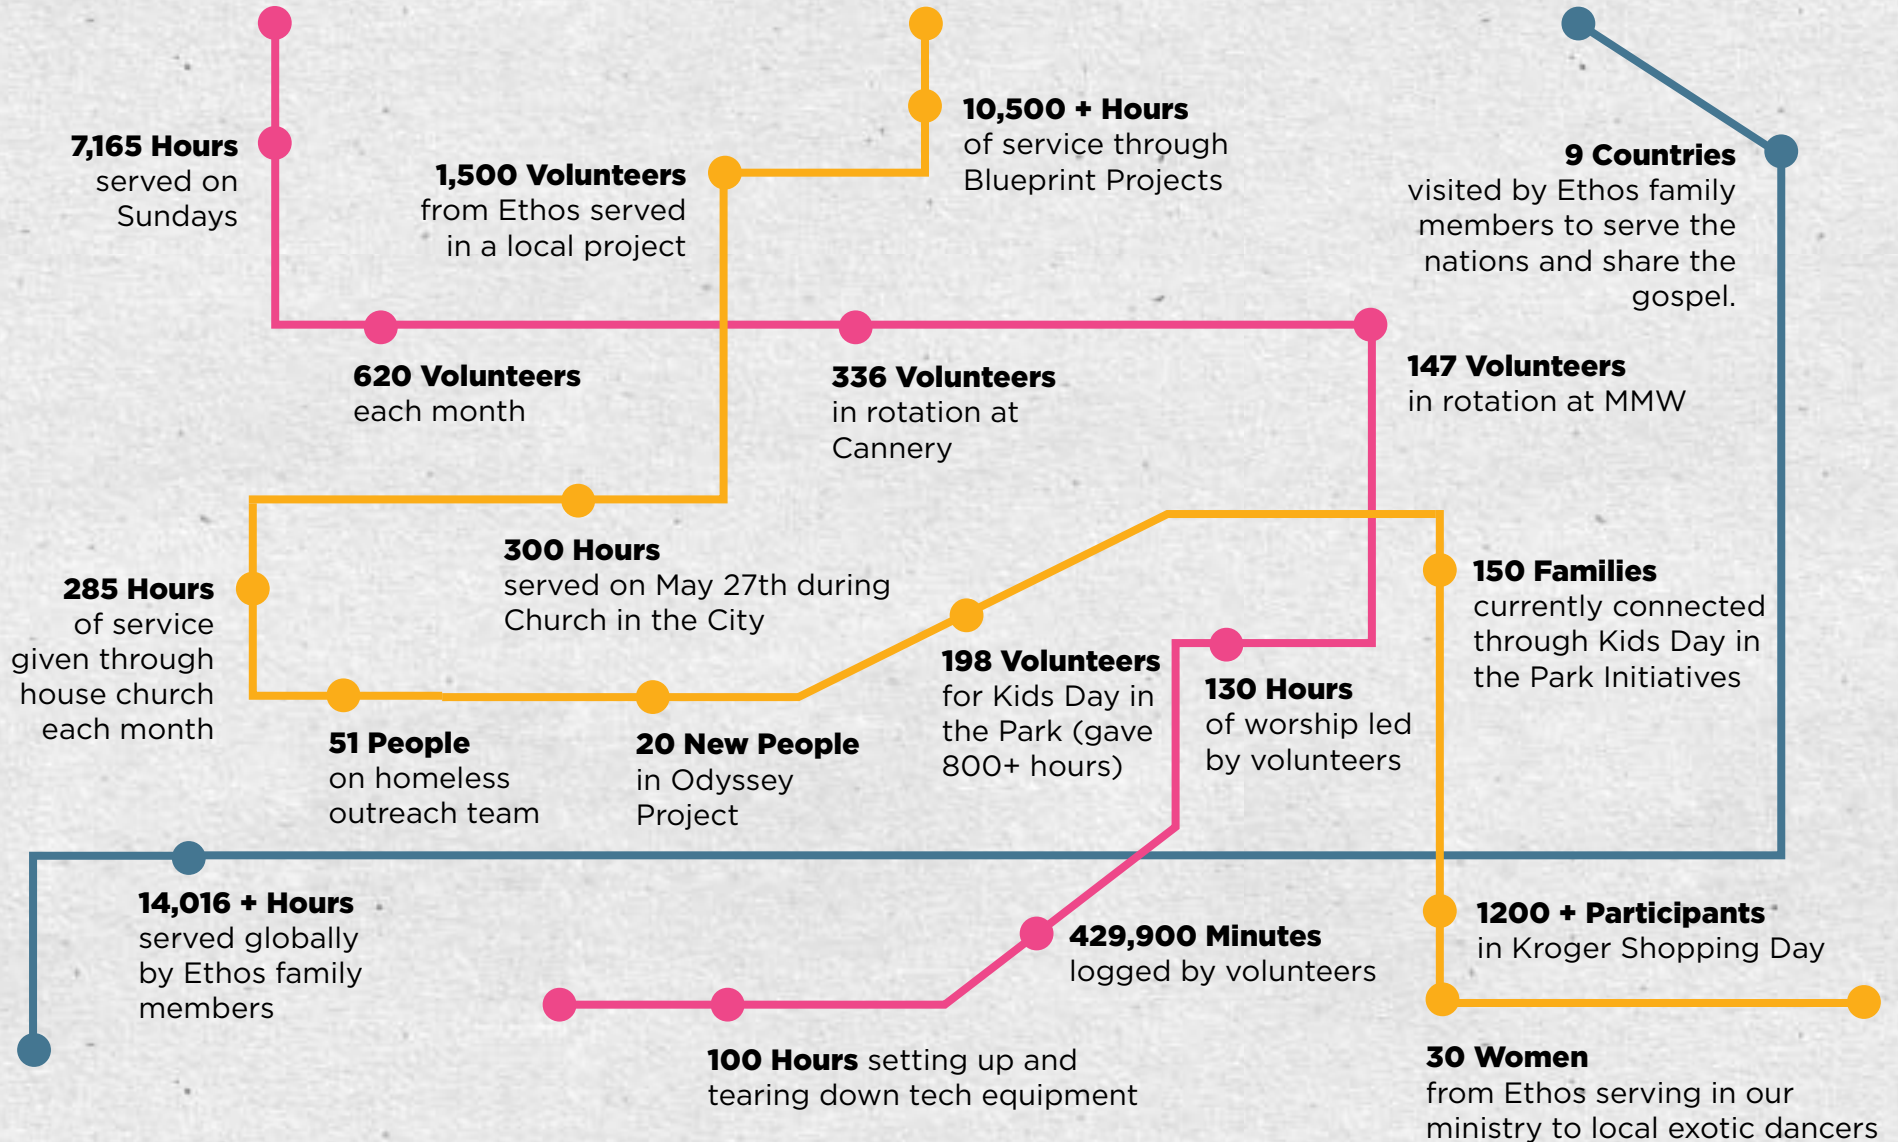 7,165 Hours
served on
Sundays
1,500 Volunteers
from Ethos served
in a local project
10,500 + Hours
of service through
Blueprint Projects
9 Countries
visited by Ethos family
members to serve the
nations and share the
gospel.
620 Volunteers
each month
336 Volunteers
in rotation at
Cannery
147 Volunteers
in rotation at MMW
300 Hours
served on May 27th during
Church in the City
285 Hours
of service
given through
house church
each month
51 People
on homeless
outreach team
20 New People
in Odyssey
Project
198 Volunteers
for Kids Day in
the Park (gave
800+ hours)
130 Hours
of worship led
by volunteers
150 Families
currently connected
through Kids Day in
the Park Initiatives
14,016 + Hours
served globally
by Ethos family
members
429,900 Minutes
logged by volunteers
1200 + Participants
in Kroger Shopping Day
100 Hours setting up and
tearing down tech equipment
30 Women
from Ethos serving in our
ministry to local exotic dancers